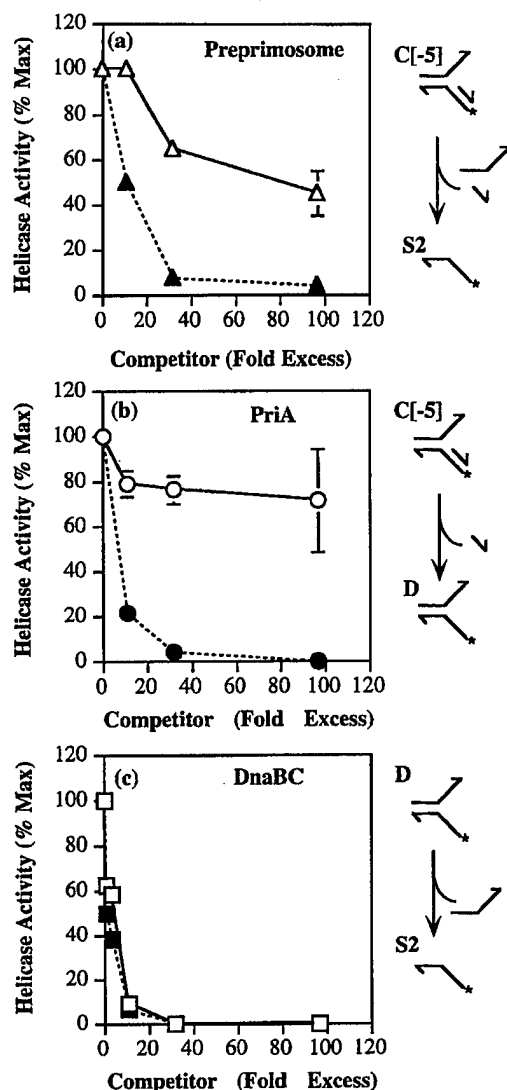 (a) Preprimosome
Helicase Activity (% Max)
120
100
80
60
40
20
0
0 20 40 60 80 100 120
Competitor (Fold Excess)
C[-5]
*
S2
*
(b) PriA
Helicase Activity (% Max)
120
100
80
60
40
20
0
0 20 40 60 80 100 120
Competitor (Fold Excess)
C[-5]
*
D
*
(c) DnaBC
Helicase Activity (% Max)
120
100
80
60
40
20
0
0 20 40 60 80 100 120
Competitor (Fold Excess)
D
*
S2
*